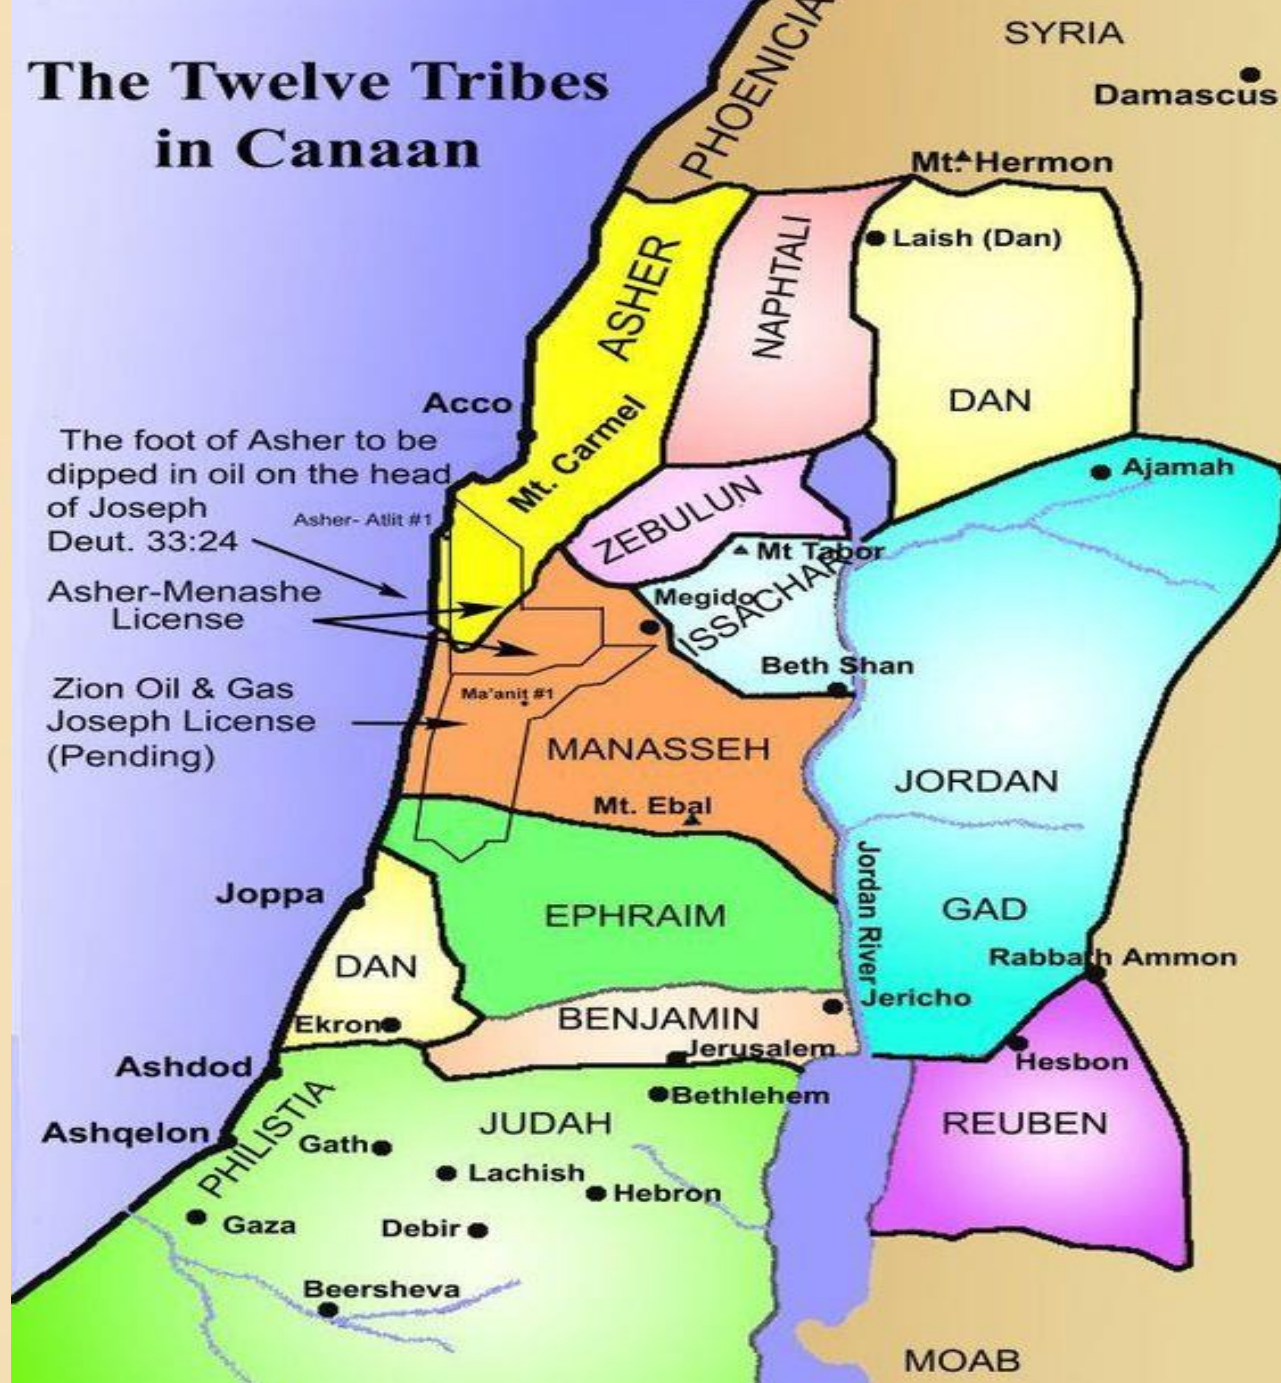 The Twelve Tribes
in Canaan
PHOENICIA
SYRIA
Damascus
Mt. Hermon
ASHER
NAPHTALI
Laish (Dan)
DAN
Acco
Mt. Carmel
The foot of Asher to be
dipped in oil on the head
of Joseph
Deut. 33:24
Asher- Atlit #1
Asher-Menashe
License
Zion Oil & Gas
Joseph License
(Pending)
Ajamah
ZEBULUN
Mt Tabor
Megido
ISSACHAR
Beth Shan
Ma'anit #1
MANASSEH
Mt. Ebal
JORDAN
Jordan River
GAD
Joppa
EPHRAIM
DAN
Rabbath Ammon
Jericho
Ekron
BENJAMIN
Jerusalem
Hesbon
Ashdod
Bethlehem
Ashqelon
PHILISTIA
JUDAH
REUBEN
Gath
Lachish
Hebron
Gaza
Debir
Beersheva
MOAB